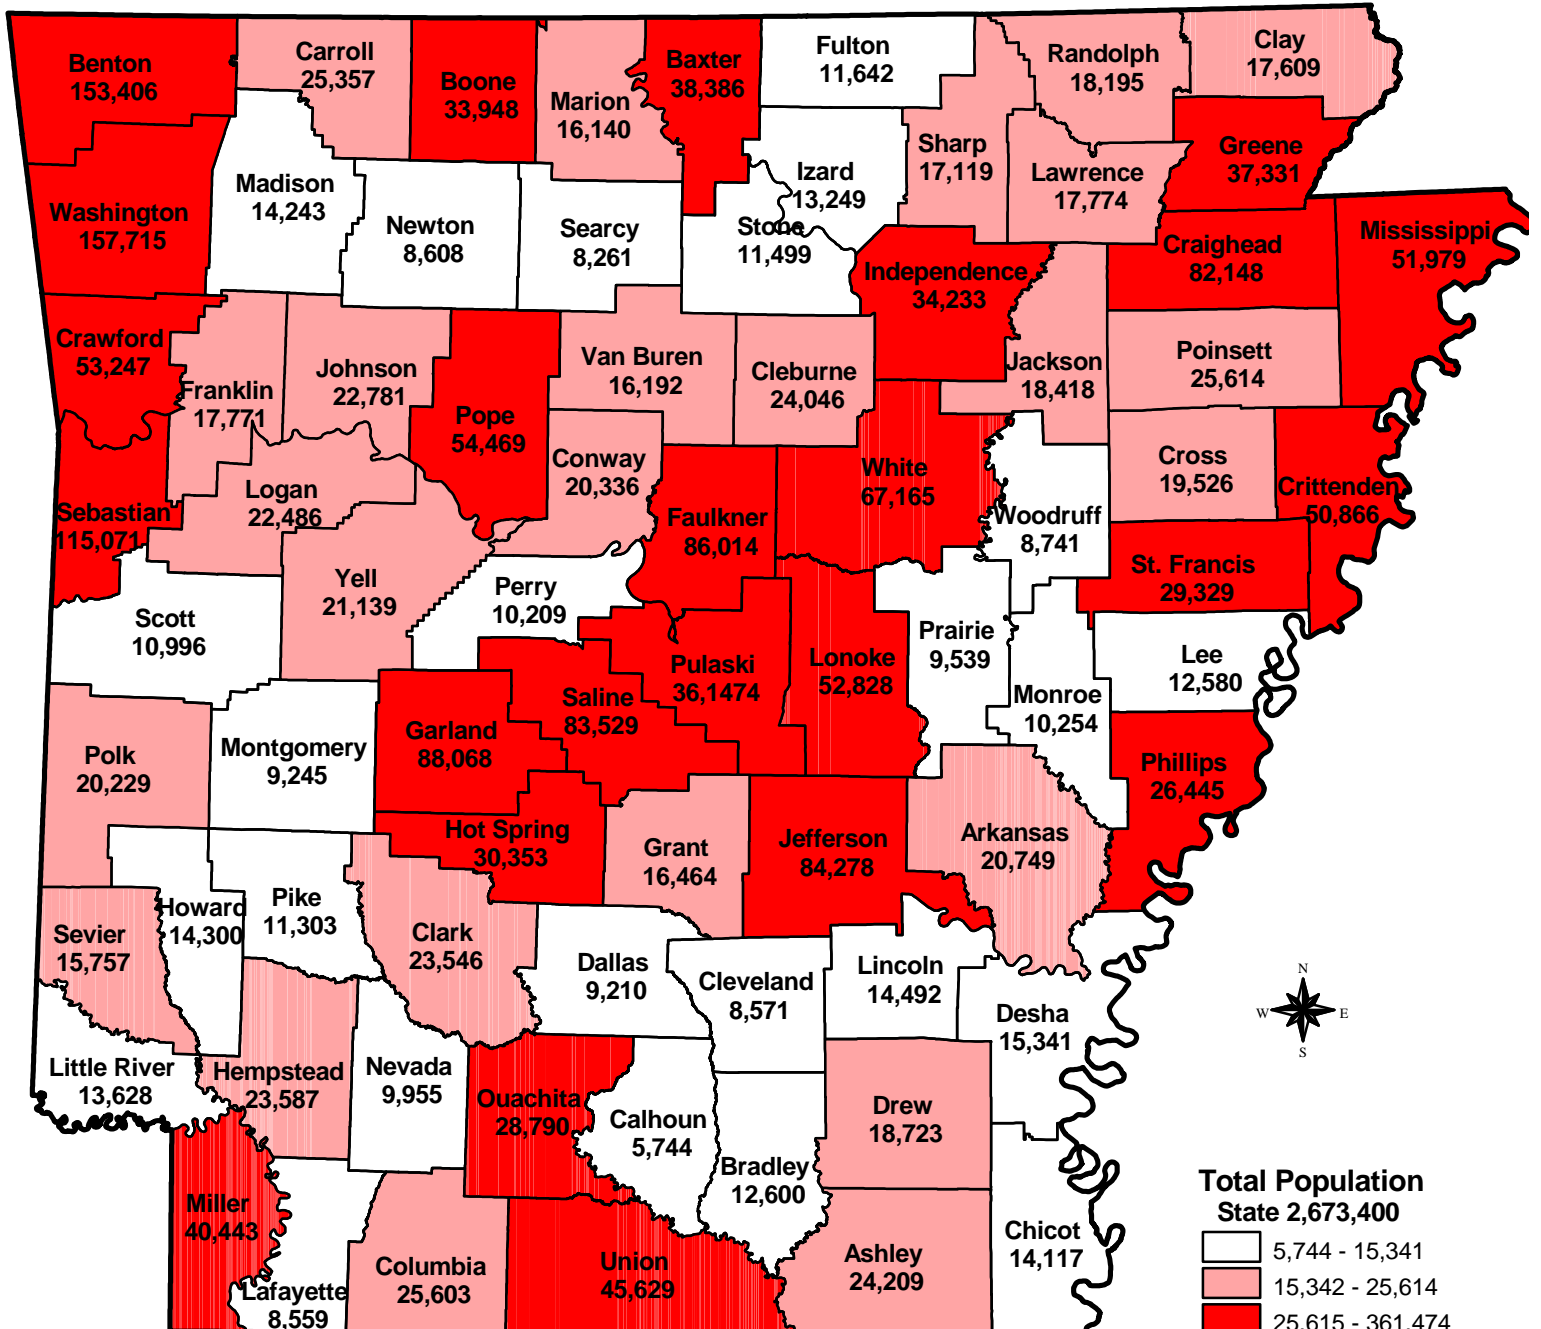 Benton
153,406
Carroll
25,357
Boone
33,948
Marion
16,140
Baxter
38,386
Fulton
11,642
Randolph
18,195
Clay
17,609
Washington
157,715
Madison
14,243
Newton
8,608
Searcy
8,261
Stone
11,499
Izard
13,249
Sharp
17,119
Lawrence
17,774
Greene
37,331
Craighead
82,148
Mississippi
51,979
Independence
34,233
Crawford
53,247
Franklin
17,771
Johnson
22,781
Pope
54,469
Van Buren
16,192
Cleburne
24,046
Jackson
18,418
Poinsett
25,614
Sebastian
115,071
Logan
22,486
Conway
20,336
Faulkner
86,014
White
67,165
Woodruff
8,741
Cross
19,526
Crittenden
50,866
Scott
10,996
Yell
21,139
Perry
10,209
St. Francis
29,329
Prairie
9,539
Lee
12,580
Pulaski
36,1474
Lonoke
52,828
Saline
83,529
Monroe
10,254
Garland
88,068
Polk
20,229
Montgomery
9,245
Phillips
26,445
Hot Spring
30,353
Grant
16,464
Jefferson
84,278
Arkansas
20,749
Sevier
15,757
Howard
14,300
Pike
11,303
Clark
23,546
Dallas
9,210
Cleveland
8,571
Lincoln
14,492
Desha
15,341
N
W
E
S
Little River
13,628
Hempstead
23,587
Nevada
9,955
Ouachita
28,790
Calhoun
5,744
Drew
18,723
Bradley
12,600
Miller
40,443
Lafayette
8,559
Columbia
25,603
Union
45,629
Ashley
24,209
Chicot
14,117
Total Population
State 2,673,400
5,744 - 15,341
15,342 - 25,614
25,615 - 361,474